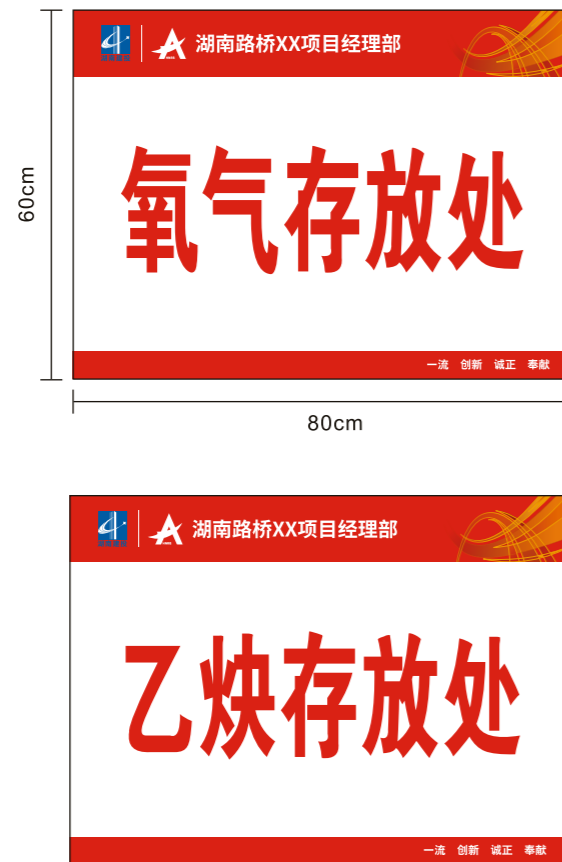 湖南路桥XX项目经理部
氧气存放处
一流 创新 诚正 奉献
60cm
80cm
湖南路桥XX项目经理部
乙炔存放处
一流 创新 诚正 奉献